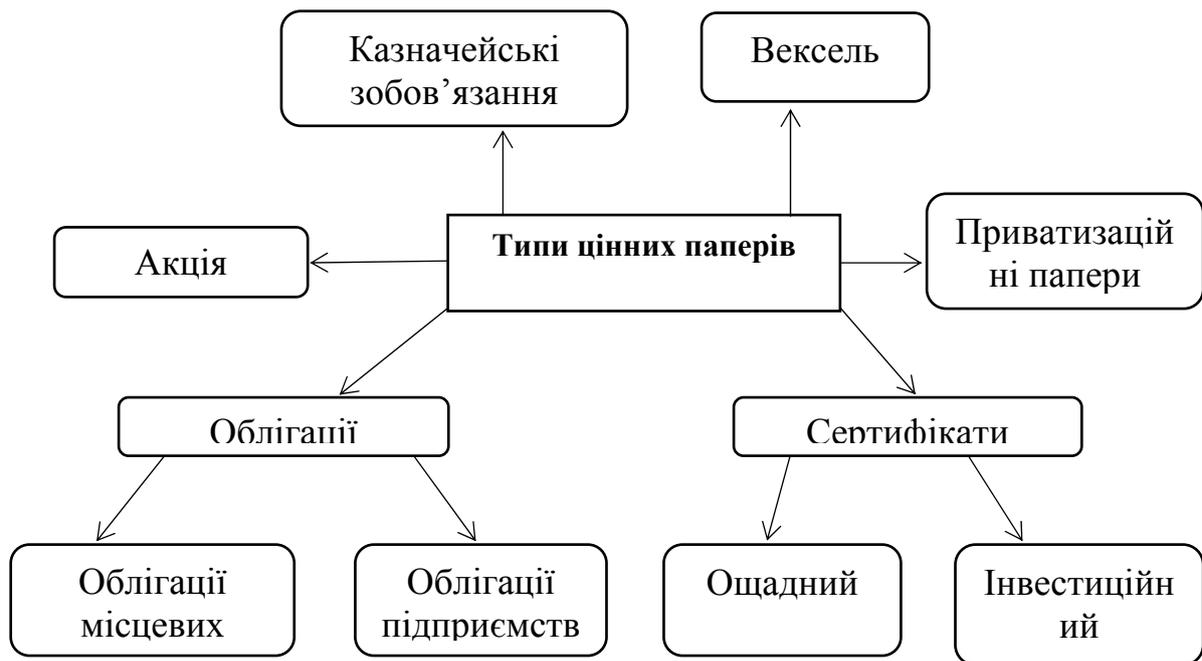 Казначейські
зобов’язання
Вексель
Типи цінних паперів
Приватизацій
ні папери
Акція
Облігації
Сертифікати
Облігації
місцевих
Облігації
підприємств
Ощадний
Інвестиційн
ий